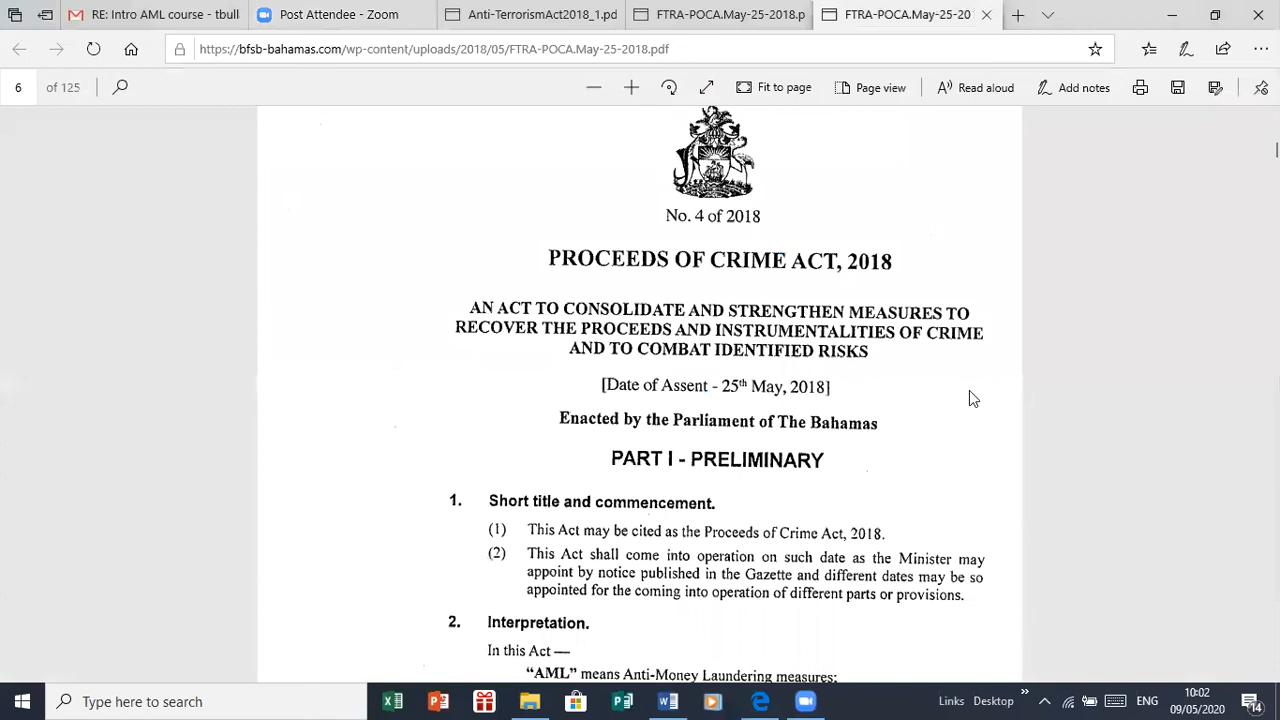 RE: Intro AML course - tbull
Post Attendee - Zoom
Anti-TerrorismAct2018_1.pd
FTRA-POCA.May-25-2018.p
FTRA-POCA.May-25-20
https://bfsb-bahamas.com/wp-content/uploads/2018/05/FTRA-POCA.May-25-2018.pdf
6 of 125
Fit to page
Page view
Read aloud
Add notes
No. 4 of 2018
PROCEEDS OF CRIME ACT, 2018
AN ACT TO CONSOLIDATE AND STRENGTHEN MEASURES TO
RECOVER THE PROCEEDS AND INSTRUMENTALITIES OF CRIME
AND TO COMBAT IDENTIFIED RISKS
[Date of Assent - 25th May, 2018]
Enacted by the Parliament of The Bahamas
PART I - PRELIMINARY
1. Short title and commencement.
(1) This Act may be cited as the Proceeds of Crime Act, 2018.
(2) This Act shall come into operation on such date as the Minister may
appoint by notice published in the Gazette and different dates may be so
appointed for the coming into operation of different parts or provisions.
2. Interpretation.
In this Act —
“AML” means Anti-Money Laundering measures;
Type here to search
Links
Desktop
ENG
10:02
09/05/2020
14